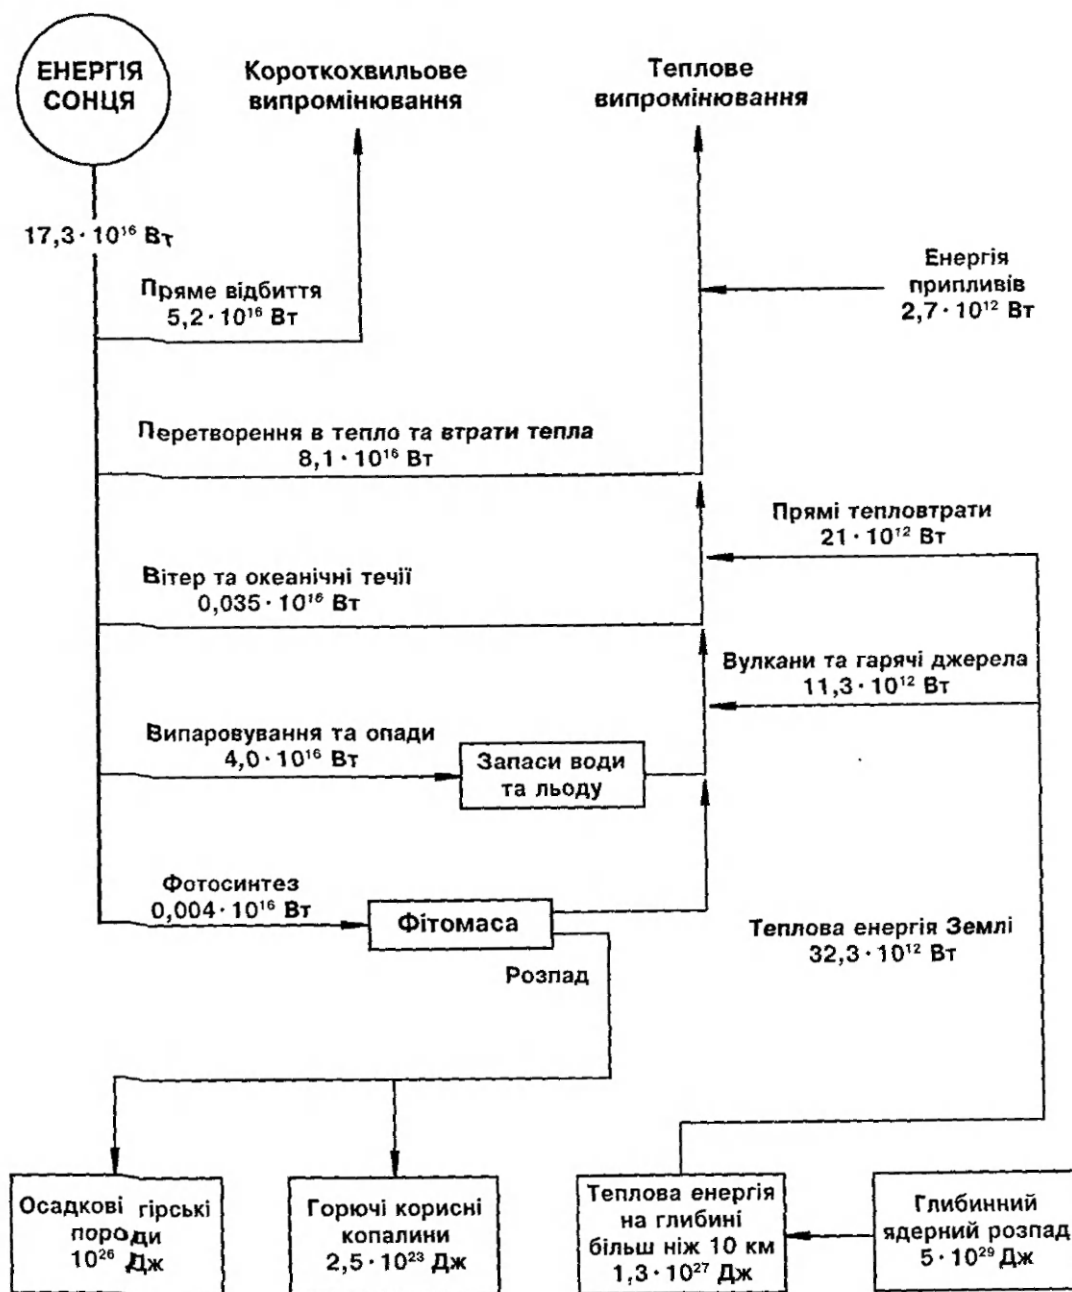 ЕНЕРГІЯ
СОНЦЯ
Короткохвильове
випромінювання
Теплове
випромінювання
17,3 · 10¹⁶ Вт
Пряме відбиття
5,2 · 10¹⁶ Вт
Енергія
припливів
2,7 · 10¹² Вт
Перетворення в тепло та втрати тепла
8,1 · 10¹⁶ Вт
Прямі тепловтрати
21 · 10¹² Вт
Вітер та океанічні течії
0,035 · 10¹⁶ Вт
Вулкани та гарячі джерела
11,3 · 10¹² Вт
Випаровування та опади
4,0 · 10¹⁶ Вт
Запаси води
та льоду
Фотосинтез
0,004 · 10¹⁶ Вт
Фітомаса
Теплова енергія Землі
32,3 · 10¹² Вт
Розпад
Осадкові гірські
породи
10²⁶ Дж
Горючі корисні
копалини
2,5 · 10²³ Дж
Теплова енергія
на глибині
більш ніж 10 км
1,3 · 10²⁷ Дж
Глибинний
ядерний розпад
5 · 10²⁹ Дж